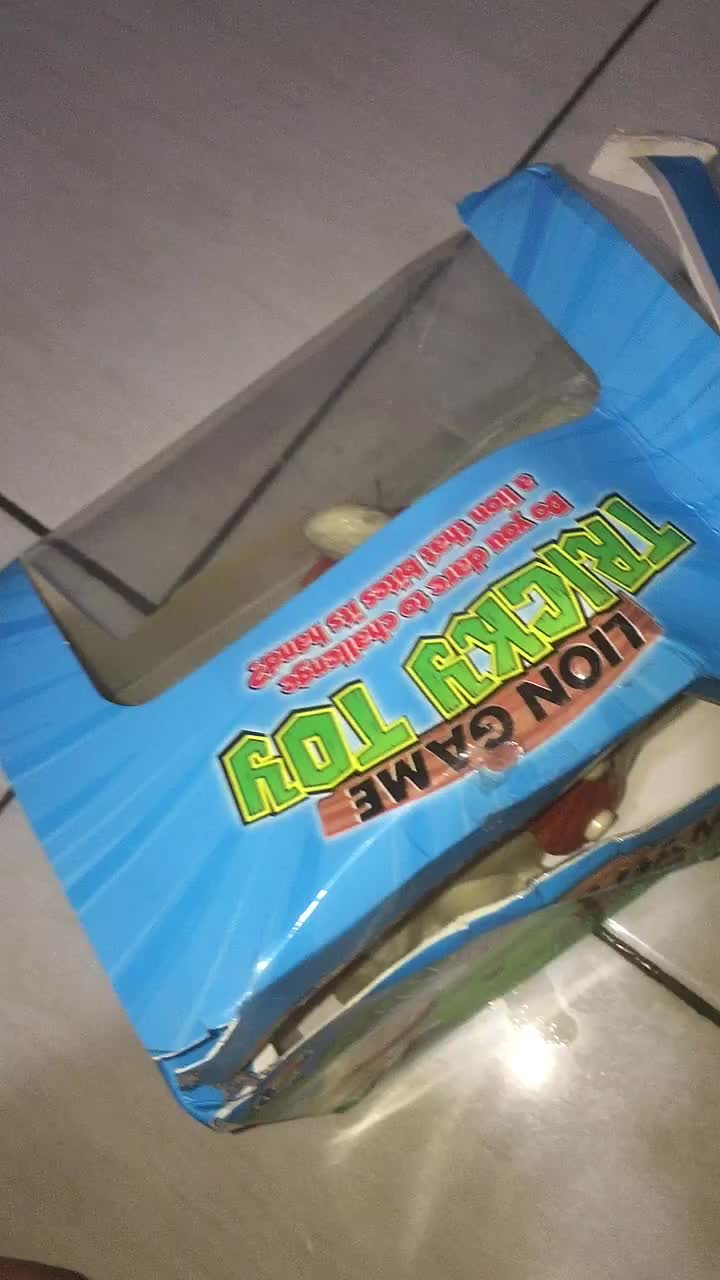 LION GAME
TRICKY TOY
Do you dare to challenge
a lion that bites its hand?